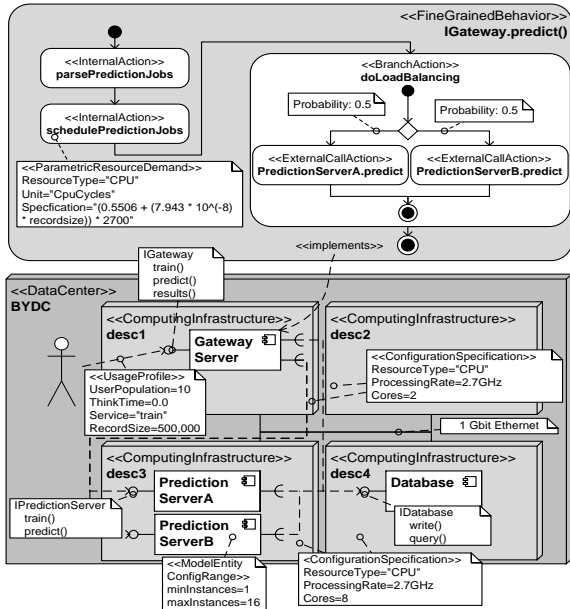 <<FineGrainedBehavior>>
IGateway.predict()
<<InternalAction>>
parsePredictionJobs
<<InternalAction>>
schedulePredictionJobs
<<ParametricResourceDemand>>
ResourceType="CPU"
Unit="CpuCycles"
Specfication="(0.5506 + (7.943 * 10^(-8)
* recordsize)) * 2700"
<<BranchAction>>
doLoadBalancing
Probability: 0.5
Probability: 0.5
<<ExternalCallAction>>
PredictionServerA.predict
<<ExternalCallAction>>
PredictionServerB.predict
<<implements>>
<<DataCenter>>
BYDC
IGateway
train()
predict()
results()
<<ComputingInfrastructure>>
desc1
Gateway
Server
<<UsageProfile>>
UserPopulation=10
ThinkTime=0.0
Service="train"
RecordSize=500,000
<<ComputingInfrastructure>>
desc2
<<ConfigurationSpecification>>
ResourceType="CPU"
ProcessingRate=2.7GHz
Cores=2
1 Gbit Ethernet
<<ComputingInfrastructure>>
desc3
Prediction
ServerA
Prediction
ServerB
IPredictionServer
train()
predict()
<<ModelEntity
ConfigRange>>
minInstances=1
maxInstances=16
<<ComputingInfrastructure>>
desc4
Database
IDatabase
write()
query()
<ConfigurationSpecification>>
ResourceType="CPU"
ProcessingRate=2.7GHz
Cores=8